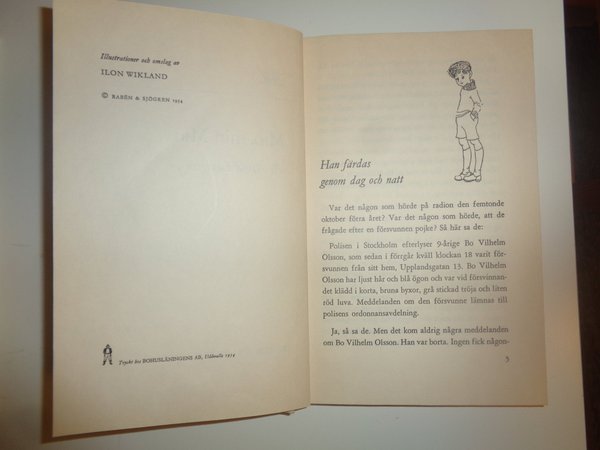 Illustrationer och omslag av
ILON WIKLAND
© RABÉN & SJÖGREN 1954
Tryckt hos BOHUSLÄNINGENS AB, Uddevalla 1954
Han färdas
genom dag och natt
Var det någon som hörde på radion den femtonde
oktober förra året? Var det någon som hörde, att de
frågade efter en försvunnen pojke? Så här sa de:
Polisen i Stockholm efterlyser 9-årige Bo Vilhelm
Olsson, som sedan i förrgår kväll klockan 18 varit för-
svunnen från sitt hem, Upplandsgatan 13. Bo Vilhelm
Olsson har ljust hår och blå ögon och var vid försvinnan-
det klädd i korta, bruna byxor, grå stickad tröja och liten
röd luva. Meddelanden om den försvunne lämnas till
polisens ordonnansavdelning.
Ja, så sa de. Men det kom aldrig några meddelanden
om Bo Vilhelm Olsson. Han var borta. Ingen fick någon-
5